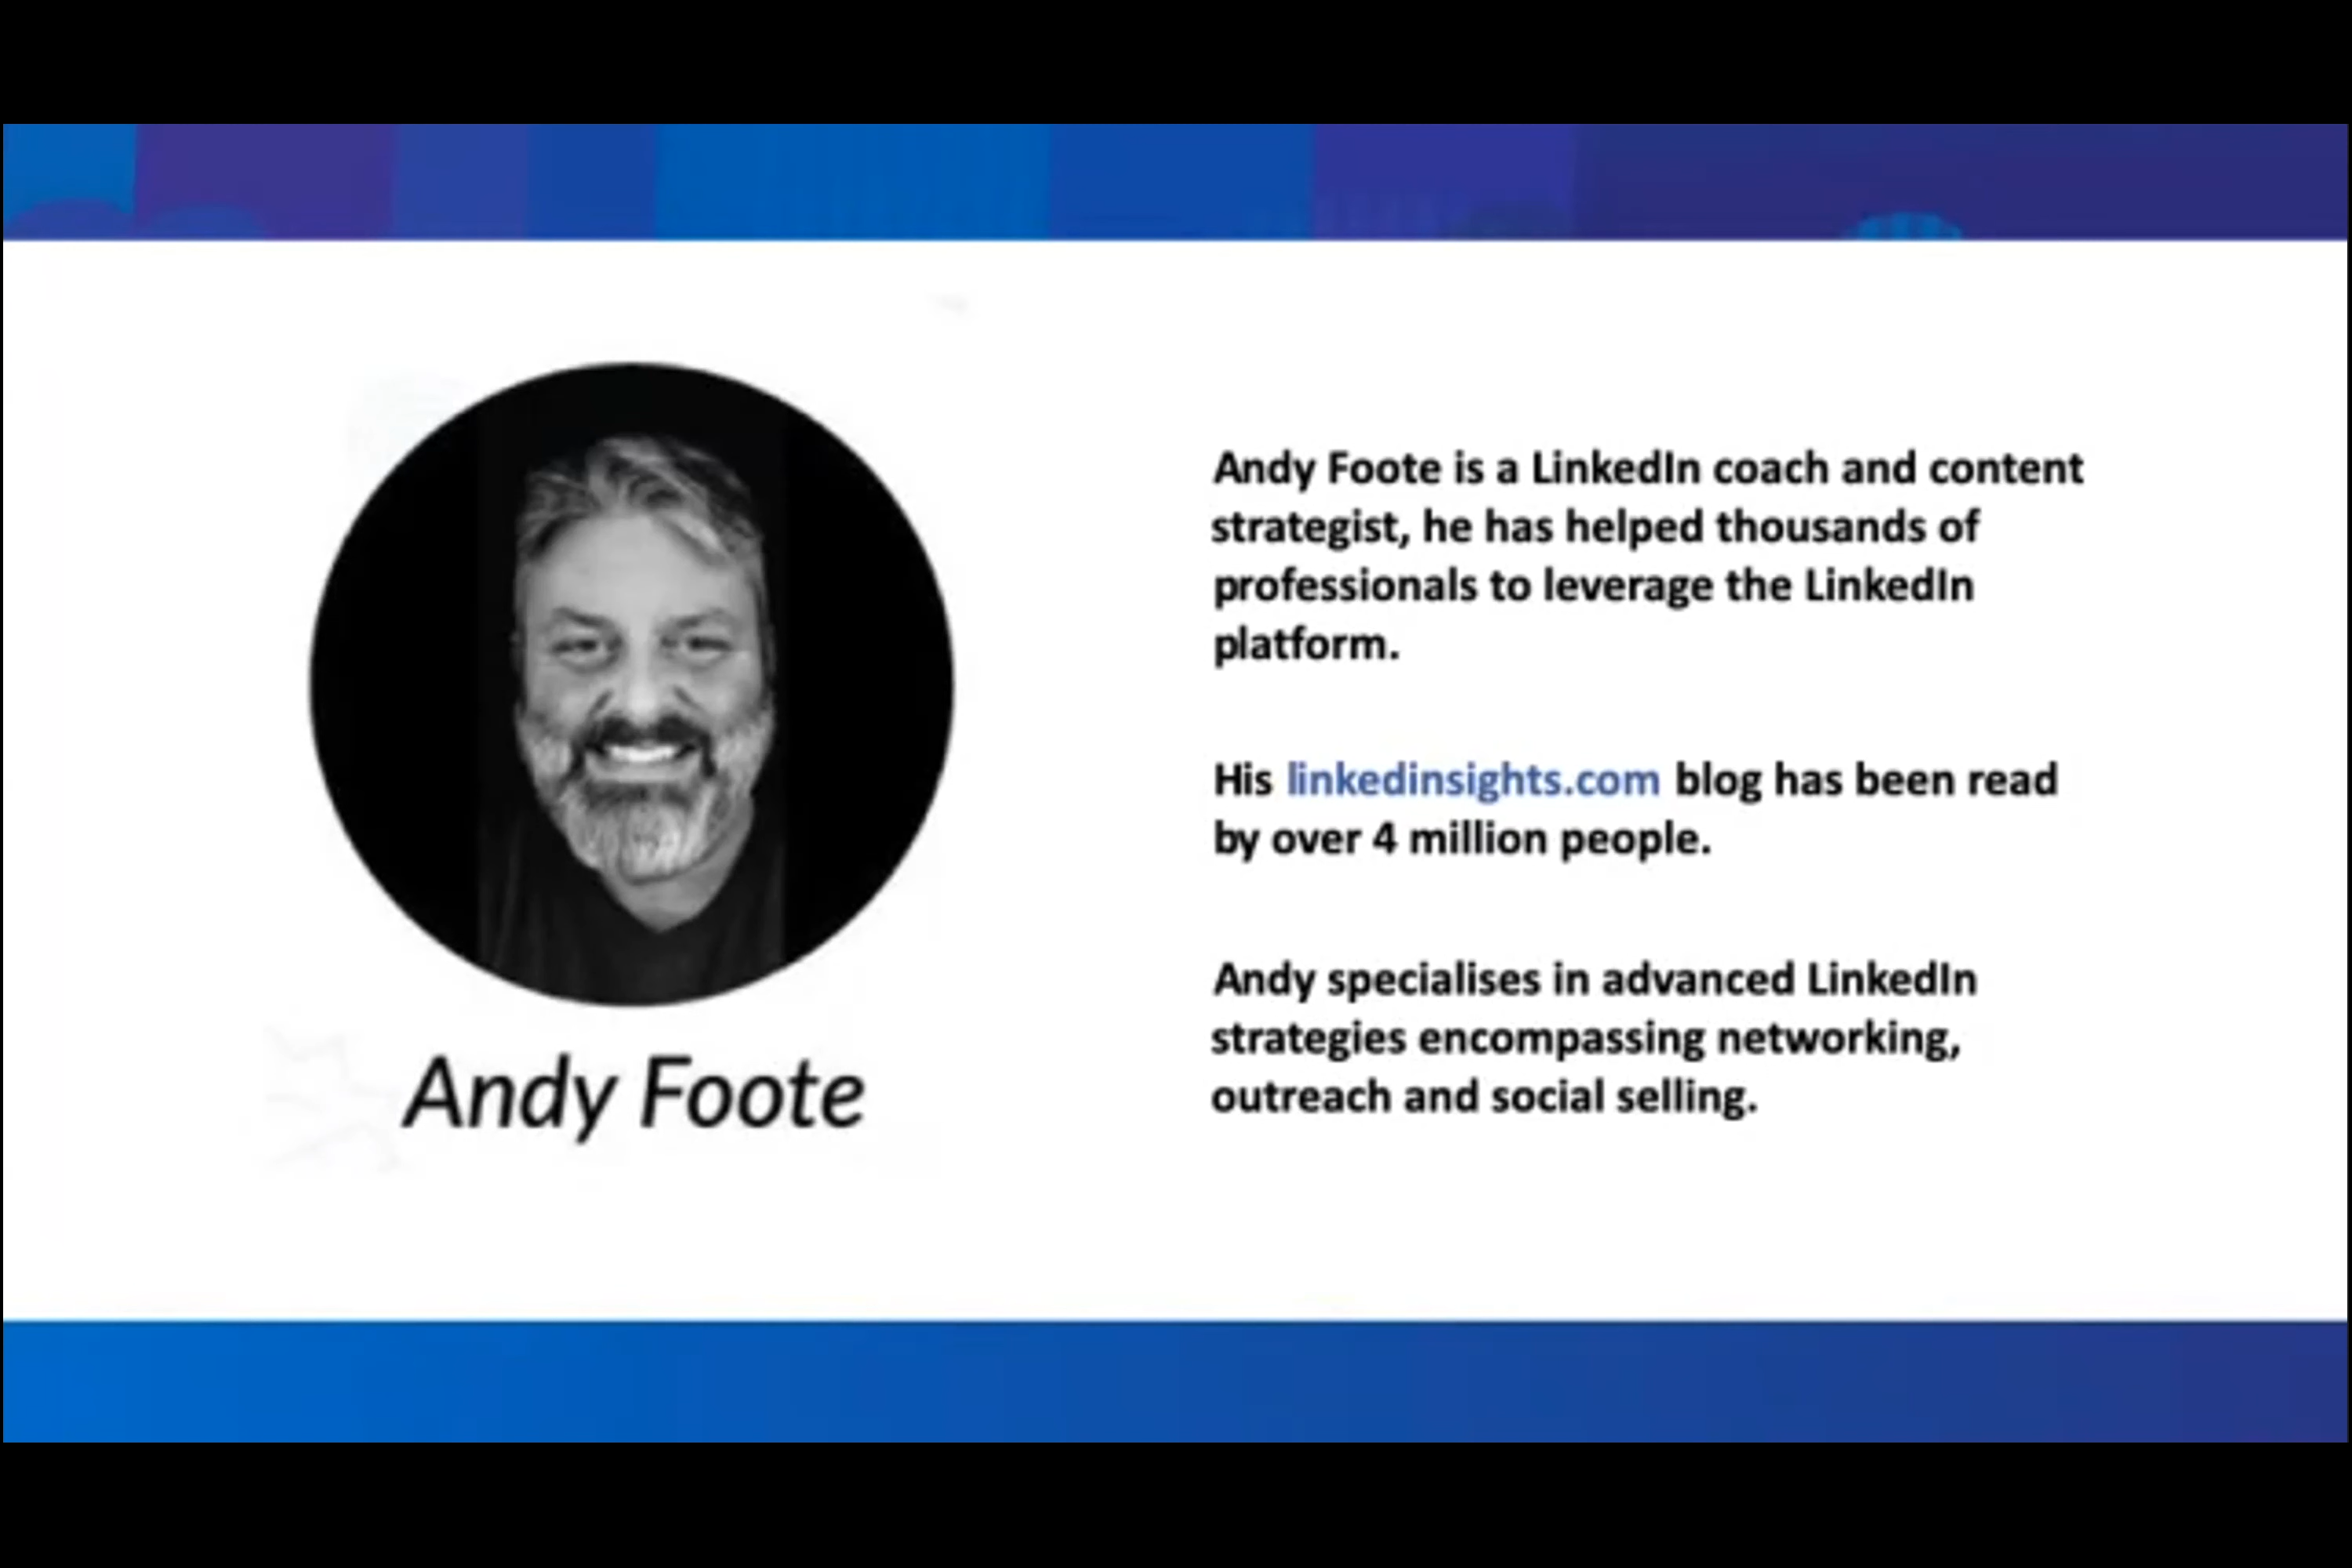 Andy Foote is a LinkedIn coach and content
strategist, he has helped thousands of
professionals to leverage the LinkedIn
platform.
His linkedinsights.com blog has been read
by over 4 million people.
Andy specialises in advanced LinkedIn
strategies encompassing networking,
outreach and social selling.
Andy Foote